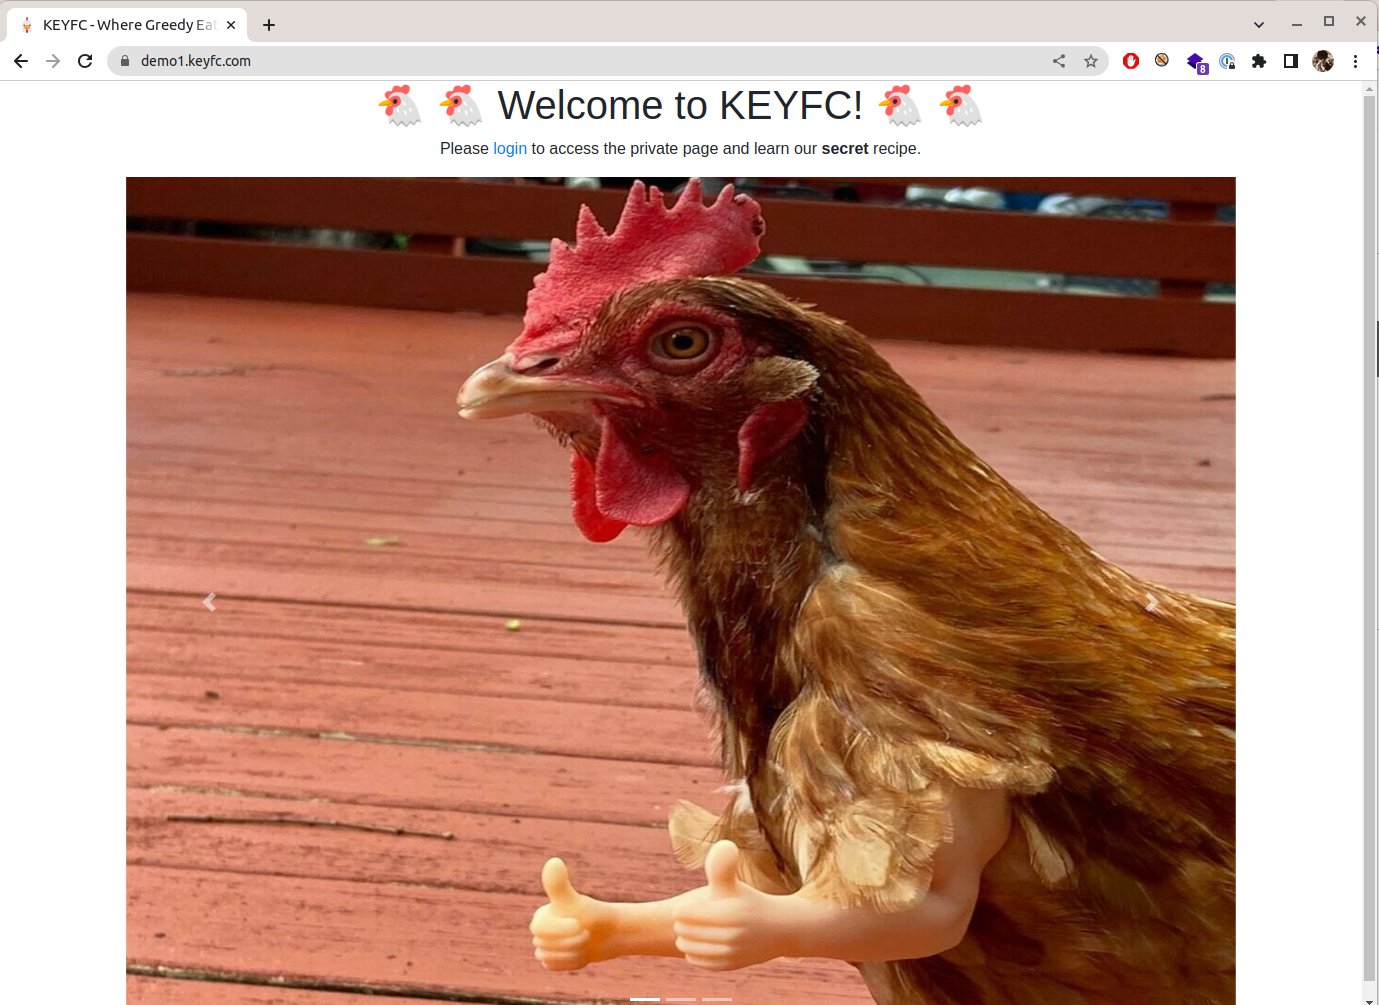 KEYFC - Where Greedy Eat
demo1.keyfc.com
8
🐔 🐔 Welcome to KEYFC! 🐔 🐔
Please login to access the private page and learn our secret recipe.